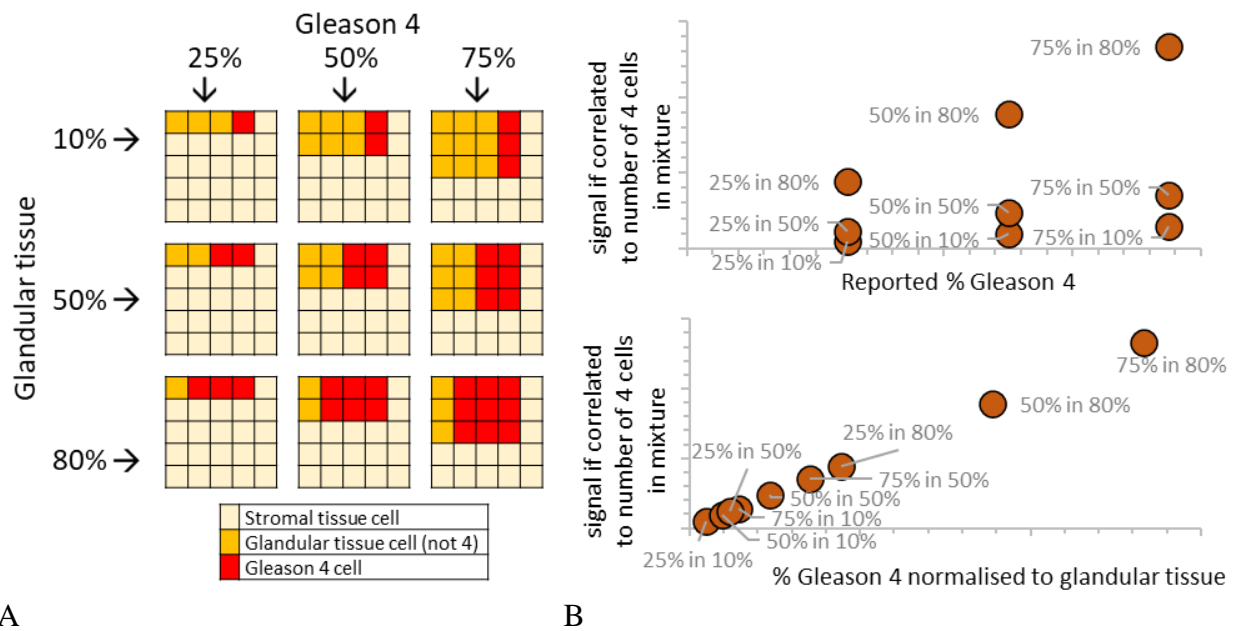 Gleason 4
25%
50%
75%
Glandular tissue
10%
50%
80%
Stromal tissue cell
Glandular tissue cell (not 4)
Gleason 4 cell
A
signal if correlated
to number of 4 cells
in mixture
75% in 80%
50% in 80%
25% in 80%
75% in 50%
50% in 50%
25% in 50%
50% in 10%
75% in 10%
25% in 10%
Reported % Gleason 4
signal if correlated
to number of 4 cells
in mixture
75% in 80%
50% in 80%
25% in 80%
25% in 50%
75% in 50%
50% in 50%
75% in 10%
50% in 10%
25% in 10%
% Gleason 4 normalised to glandular tissue
B